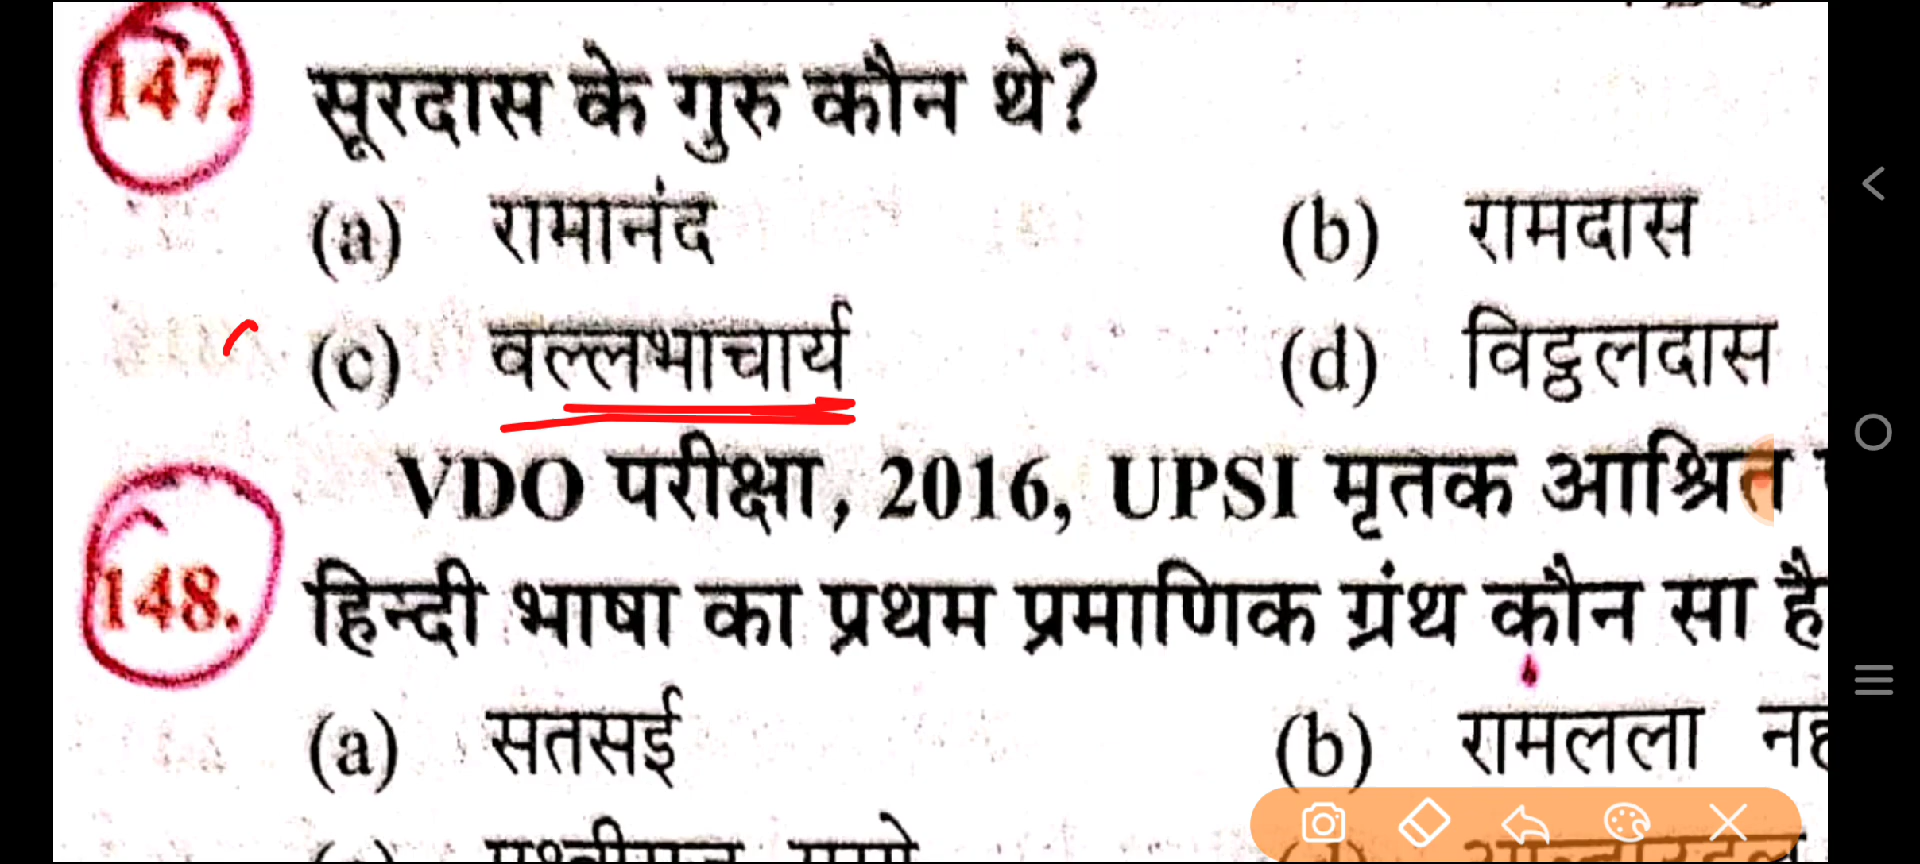 147. सूरदास के गुरु कौन थे?
(a) रामानंद (b) रामदास
(c) वल्लभाचार्य (d) विट्ठलदास
VDO परीक्षा, 2016, UPSI मृतक आश्रित
148. हिन्दी भाषा का प्रथम प्रमाणिक ग्रंथ कौन सा है
(a) सतसई (b) रामलला